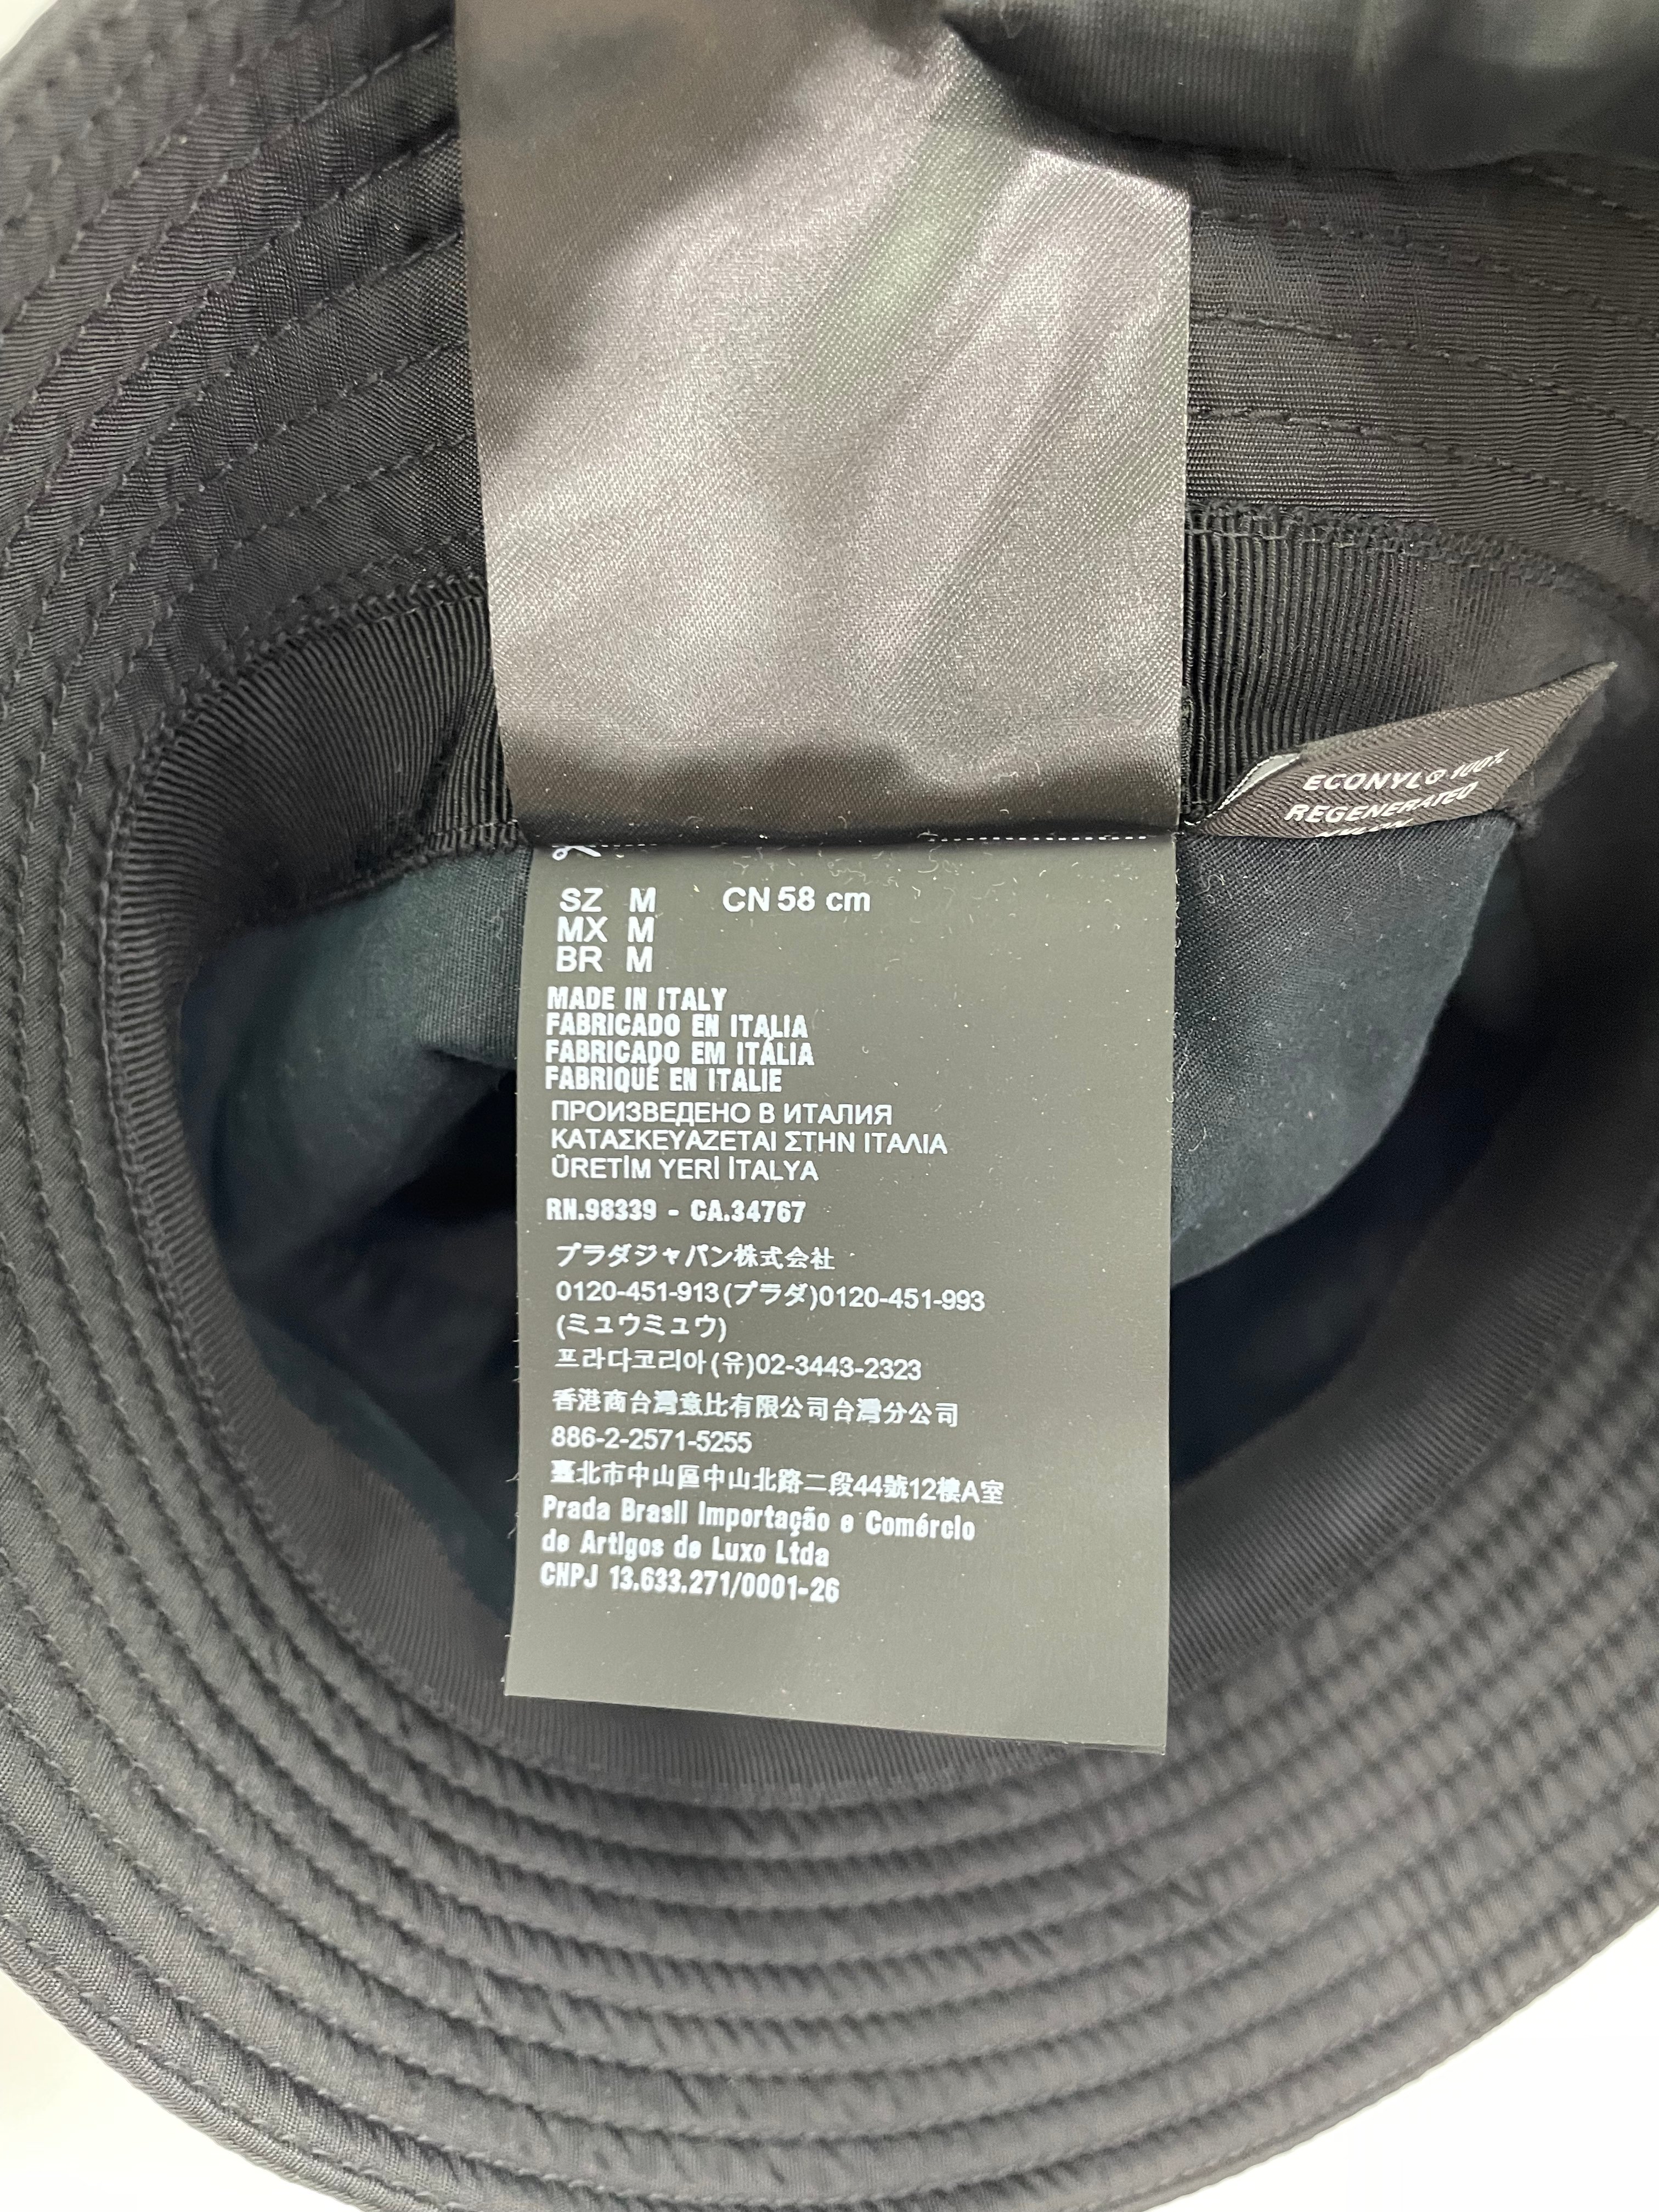 ECONYL® 100%
REGENERATED
SZ M CN 58 cm
MX M
BR M
MADE IN ITALY
FABRICADO EN ITALIA
FABRICADO EM ITÁLIA
FABRIQUÉ EN ITALIE
ПРОИЗВЕДЕНО В ИТАЛИЯ
ΚΑΤΑΣΚΕΥΑΖΕΤΑΙ ΣΤΗΝ ΙΤΑΛΙΑ
ÜRETİM YERİ İTALYA
RN.98339 - CA.34767
プラダジャパン株式会社
0120-451-913(プラダ)0120-451-993
(ミュウミュウ)
프라다코리아(유)02-3443-2323
香港商台灣意比有限公司台灣分公司
886-2-2571-5255
臺北市中山區中山北路二段44號12樓A室
Prada Brasil Importação e Comércio
de Artigos de Luxo Ltda
CNPJ 13.633.271/0001-26